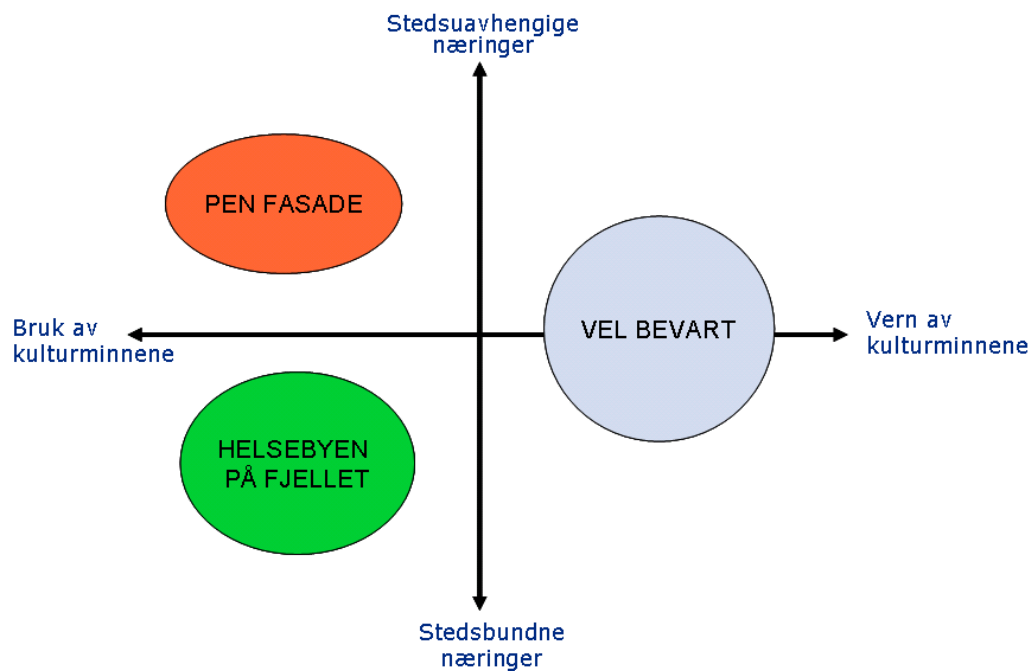 Stedsuavhengige
næringer
PEN FASADE
Bruk av
kulturminnene
VEL BEVART
Vern av
kulturminnene
HELSEBYEN
PÅ FJELLET
Stedsbundne
næringer